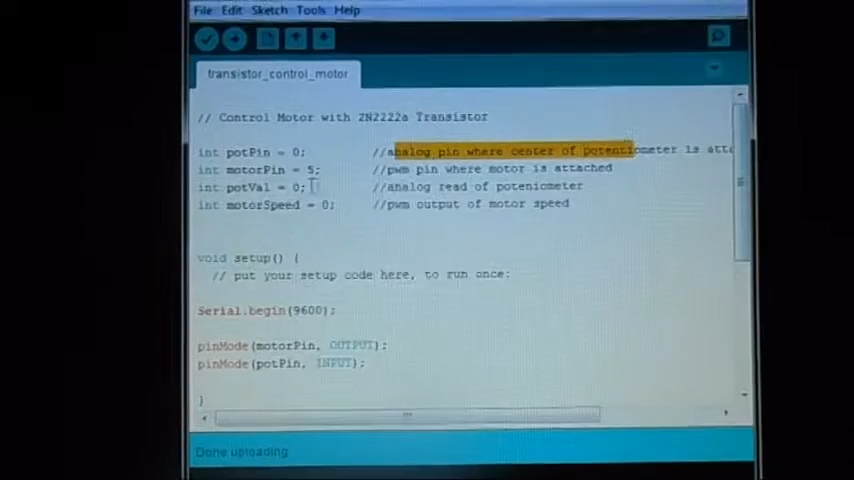 File Edit Sketch Tools Help
transistor_control_motor
// Control Motor with 2N2222a Transistor
int potPin = 0; //analog pin where center of potentiometer is atta
int motorPin = 5; //pwm pin where motor is attached
int potVal = 0; //analog read of poteniometer
int motorSpeed = 0; //pwm output of motor speed
void setup() {
// put your setup code here, to run once:
Serial.begin(9600);
pinMode(motorPin, OUTPUT);
pinMode(potPin, INPUT);
}
Done uploading